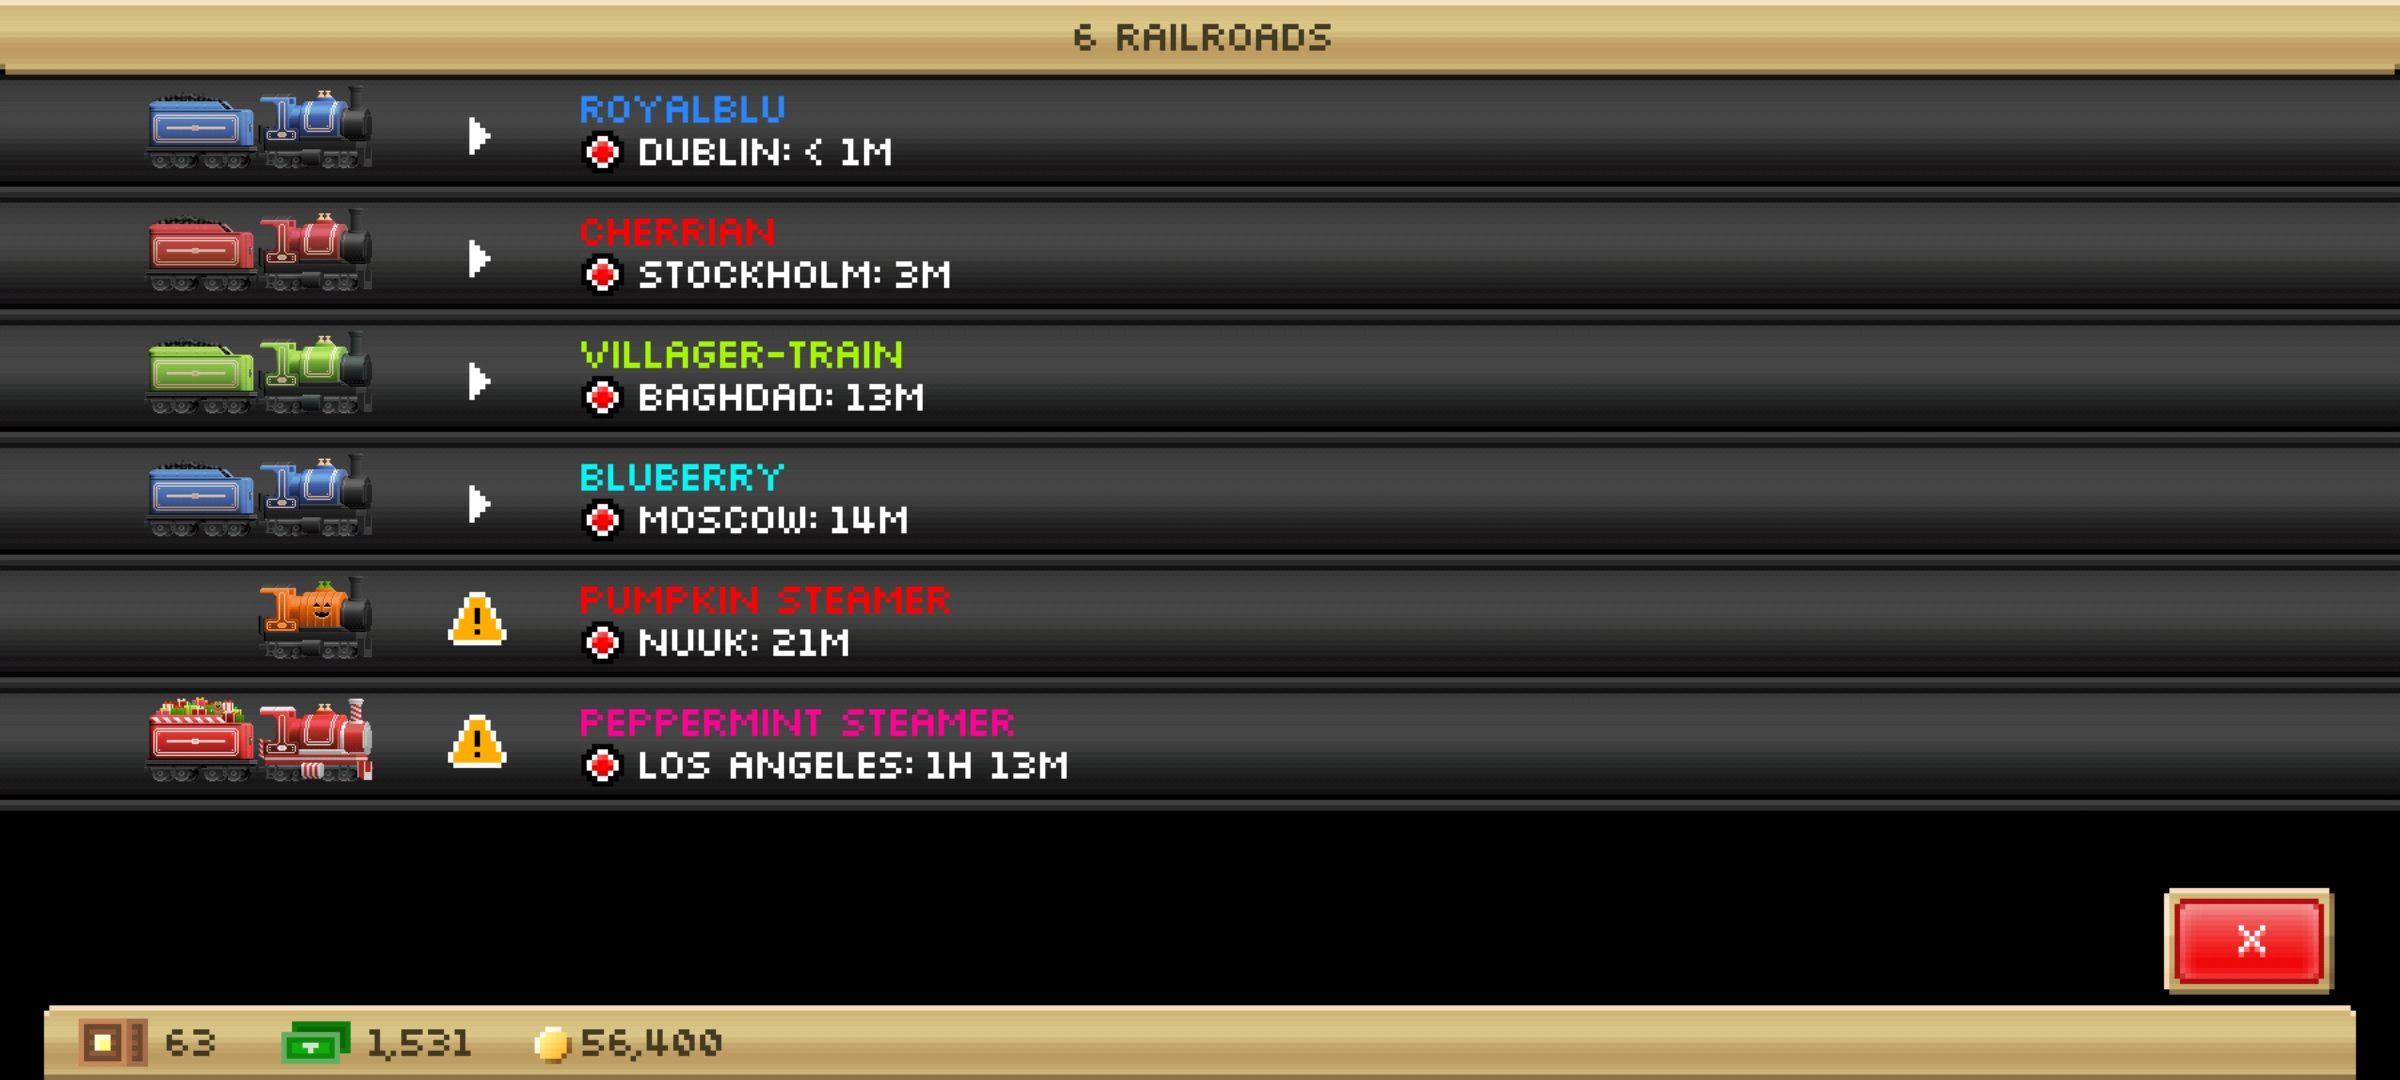 6 RAILROADS
ROYALBLU
DUBLIN: < 1M
CHERRIAN
STOCKHOLM: 3M
VILLAGER-TRAIN
BAGHDAD: 13M
BLUBERRY
MOSCOW: 14M
PUMPKIN STEAMER
NUUK: 21M
PEPPERMINT STEAMER
LOS ANGELES: 1H 13M
63 1,531 56,400